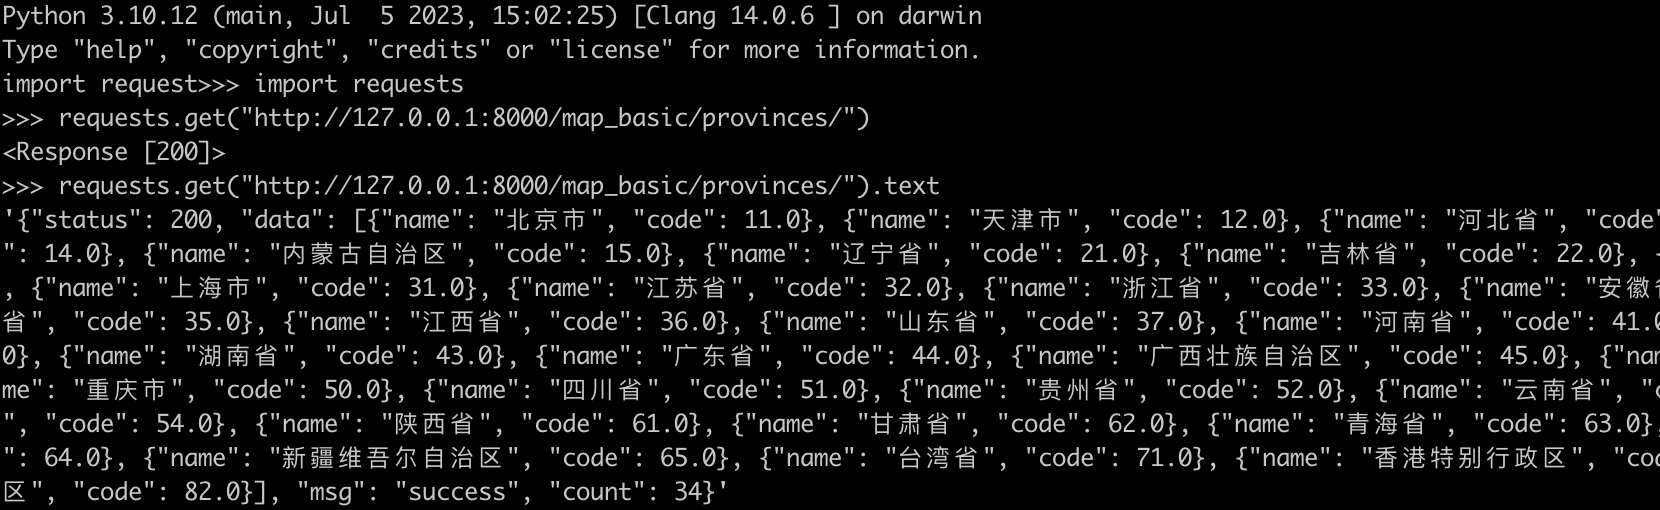 Python 3.10.12 (main, Jul  5 2023, 15:02:25) [Clang 14.0.6 ] on darwin
Type "help", "copyright", "credits" or "license" for more information.
import request>>> import requests
>>> requests.get("http://127.0.0.1:8000/map_basic/provinces/")
<Response [200]>
>>> requests.get("http://127.0.0.1:8000/map_basic/provinces/").text
'{"status": 200, "data": [{"name": "北京市", "code": 11.0}, {"name": "天津市", "code": 12.0}, {"name": "河北省", "code"
": 14.0}, {"name": "内蒙古自治区", "code": 15.0}, {"name": "辽宁省", "code": 21.0}, {"name": "吉林省", "code": 22.0}, {
, {"name": "上海市", "code": 31.0}, {"name": "江苏省", "code": 32.0}, {"name": "浙江省", "code": 33.0}, {"name": "安徽省
省", "code": 35.0}, {"name": "江西省", "code": 36.0}, {"name": "山东省", "code": 37.0}, {"name": "河南省", "code": 41.0
0}, {"name": "湖南省", "code": 43.0}, {"name": "广东省", "code": 44.0}, {"name": "广西壮族自治区", "code": 45.0}, {"nam
me": "重庆市", "code": 50.0}, {"name": "四川省", "code": 51.0}, {"name": "贵州省", "code": 52.0}, {"name": "云南省", "c
", "code": 54.0}, {"name": "陕西省", "code": 61.0}, {"name": "甘肃省", "code": 62.0}, {"name": "青海省", "code": 63.0},
": 64.0}, {"name": "新疆维吾尔自治区", "code": 65.0}, {"name": "台湾省", "code": 71.0}, {"name": "香港特别行政区", "cod
区", "code": 82.0}], "msg": "success", "count": 34}'